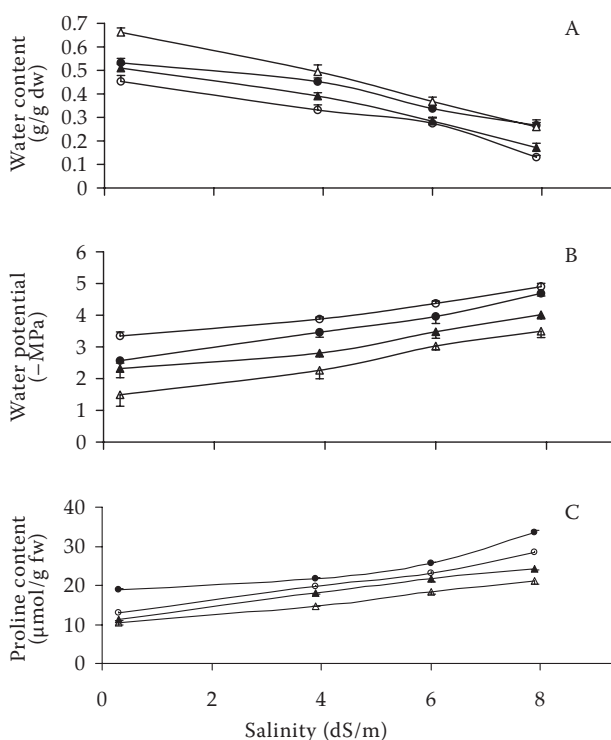 0.7
0.6
0.5
0.4
0.3
0.2
0.1
0
Water content
(g/g dw)
A
6
5
4
3
2
1
0
Water potential
(–MPa)
B
40
30
20
10
0
Proline content
(µmol/g fw)
C
0 2 4 6 8
Salinity (dS/m)